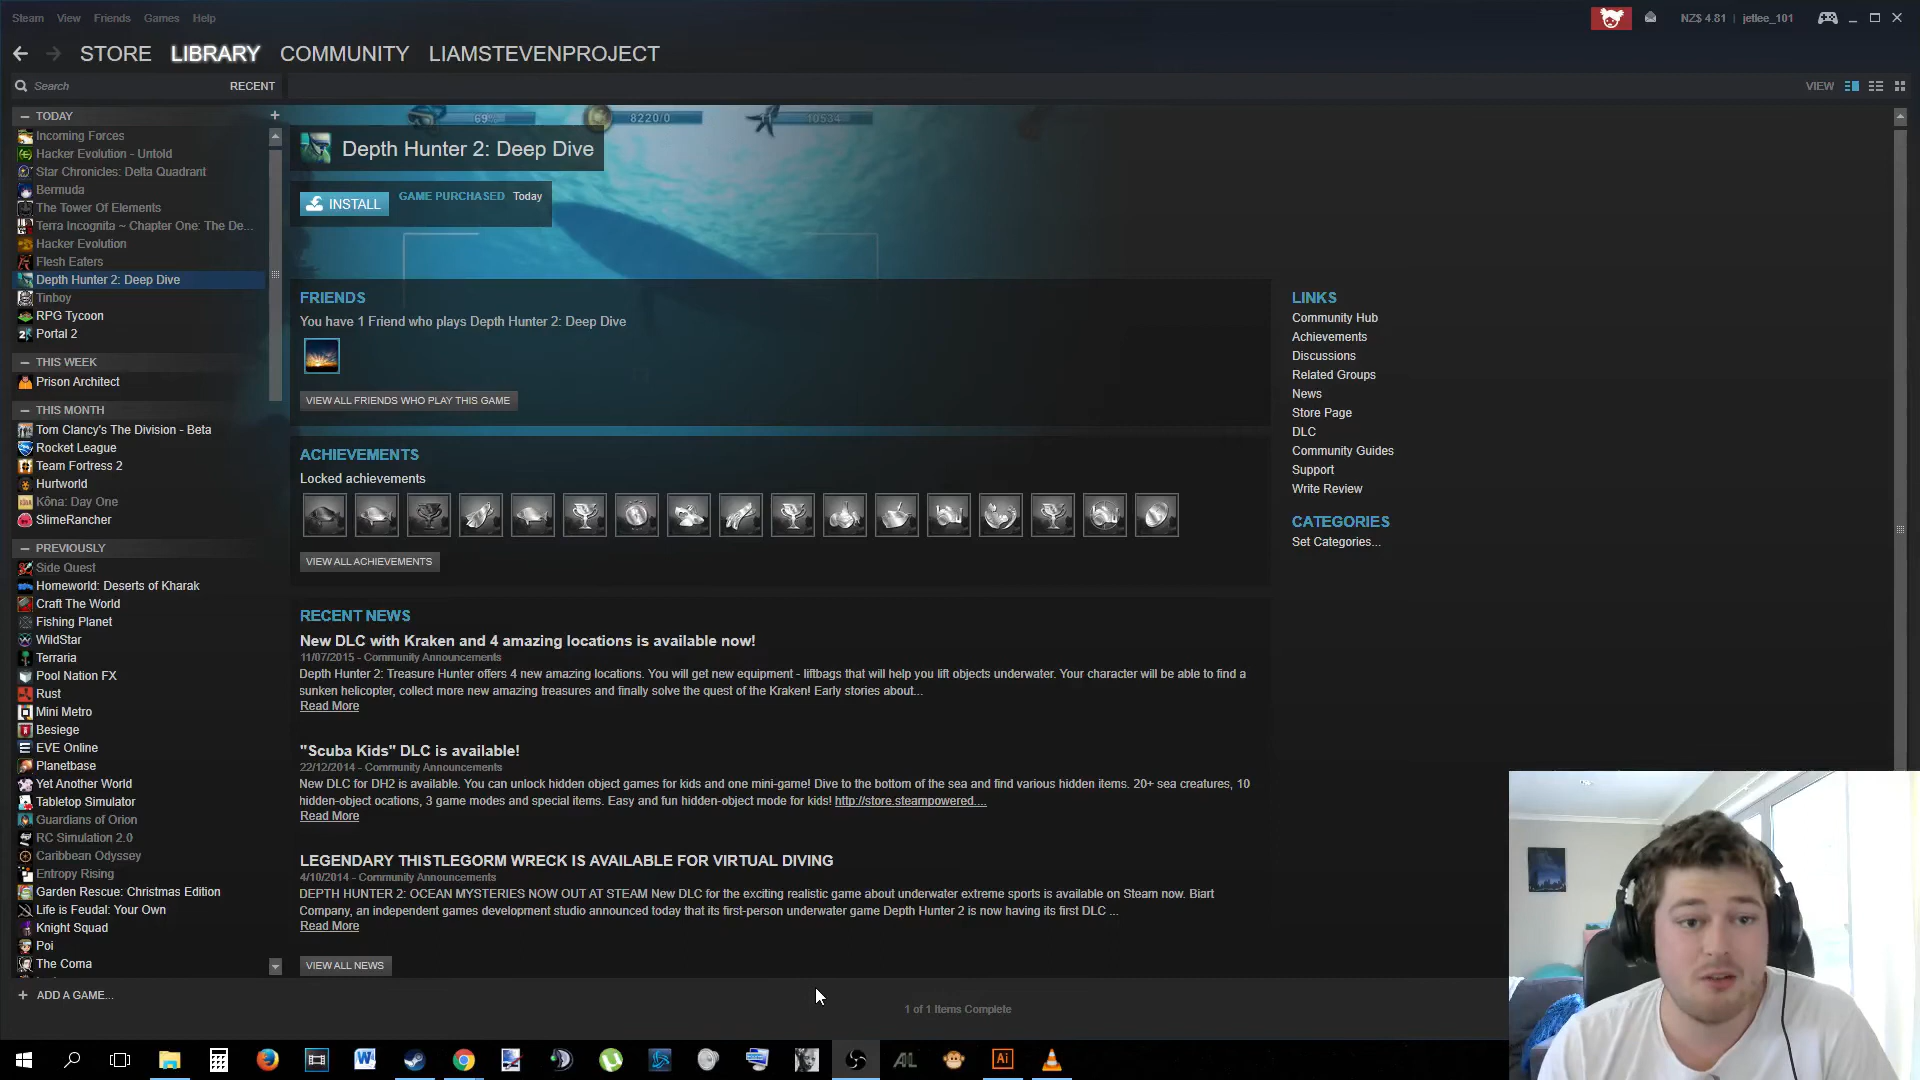 Steam View Friends Games Help
NZ$ 4.81 | jetlee_101
STORE LIBRARY COMMUNITY LIAMSTEVENPROJECT
Search RECENT
VIEW
TODAY
Incoming Forces
Hacker Evolution - Untold
Star Chronicles: Delta Quadrant
Bermuda
The Tower Of Elements
Terra Incognita ~ Chapter One: The De...
Hacker Evolution
Flesh Eaters
Depth Hunter 2: Deep Dive
Tinboy
RPG Tycoon
Portal 2
THIS WEEK
Prison Architect
THIS MONTH
Tom Clancy's The Division - Beta
Rocket League
Team Fortress 2
Hurtworld
Kôna: Day One
SlimeRancher
PREVIOUSLY
Side Quest
Homeworld: Deserts of Kharak
Craft The World
Fishing Planet
WildStar
Terraria
Pool Nation FX
Rust
Mini Metro
Besiege
EVE Online
Planetbase
Yet Another World
Tabletop Simulator
Guardians of Orion
RC Simulation 2.0
Caribbean Odyssey
Entropy Rising
Garden Rescue: Christmas Edition
Life is Feudal: Your Own
Knight Squad
Poi
The Coma
+ ADD A GAME...
69% 8220/0 11 10534
Depth Hunter 2: Deep Dive
INSTALL
GAME PURCHASED Today
FRIENDS
You have 1 Friend who plays Depth Hunter 2: Deep Dive
VIEW ALL FRIENDS WHO PLAY THIS GAME
ACHIEVEMENTS
Locked achievements
VIEW ALL ACHIEVEMENTS
RECENT NEWS
New DLC with Kraken and 4 amazing locations is available now!
11/07/2015 - Community Announcements
Depth Hunter 2: Treasure Hunter offers 4 new amazing locations. You will get new equipment - liftbags that will help you lift objects underwater. Your character will be able to find a
sunken helicopter, collect more new amazing treasures and finally solve the quest of the Kraken! Early stories about...
Read More
"Scuba Kids" DLC is available!
22/12/2014 - Community Announcements
New DLC for DH2 is available. You can unlock hidden object games for kids and one mini-game! Dive to the bottom of the sea and find various hidden items. 20+ sea creatures, 10
hidden-object ocations, 3 game modes and special items. Easy and fun hidden-object mode for kids! http://store.steampowered....
Read More
LEGENDARY THISTLEGORM WRECK IS AVAILABLE FOR VIRTUAL DIVING
4/10/2014 - Community Announcements
DEPTH HUNTER 2: OCEAN MYSTERIES NOW OUT AT STEAM New DLC for the exciting realistic game about underwater extreme sports is available on Steam now. Biart
Company, an independent games development studio announced today that its first-person underwater game Depth Hunter 2 is now having its first DLC ...
Read More
VIEW ALL NEWS
LINKS
Community Hub
Achievements
Discussions
Related Groups
News
Store Page
DLC
Community Guides
Support
Write Review
CATEGORIES
Set Categories...
1 of 1 Items Complete
W
AL
Ai